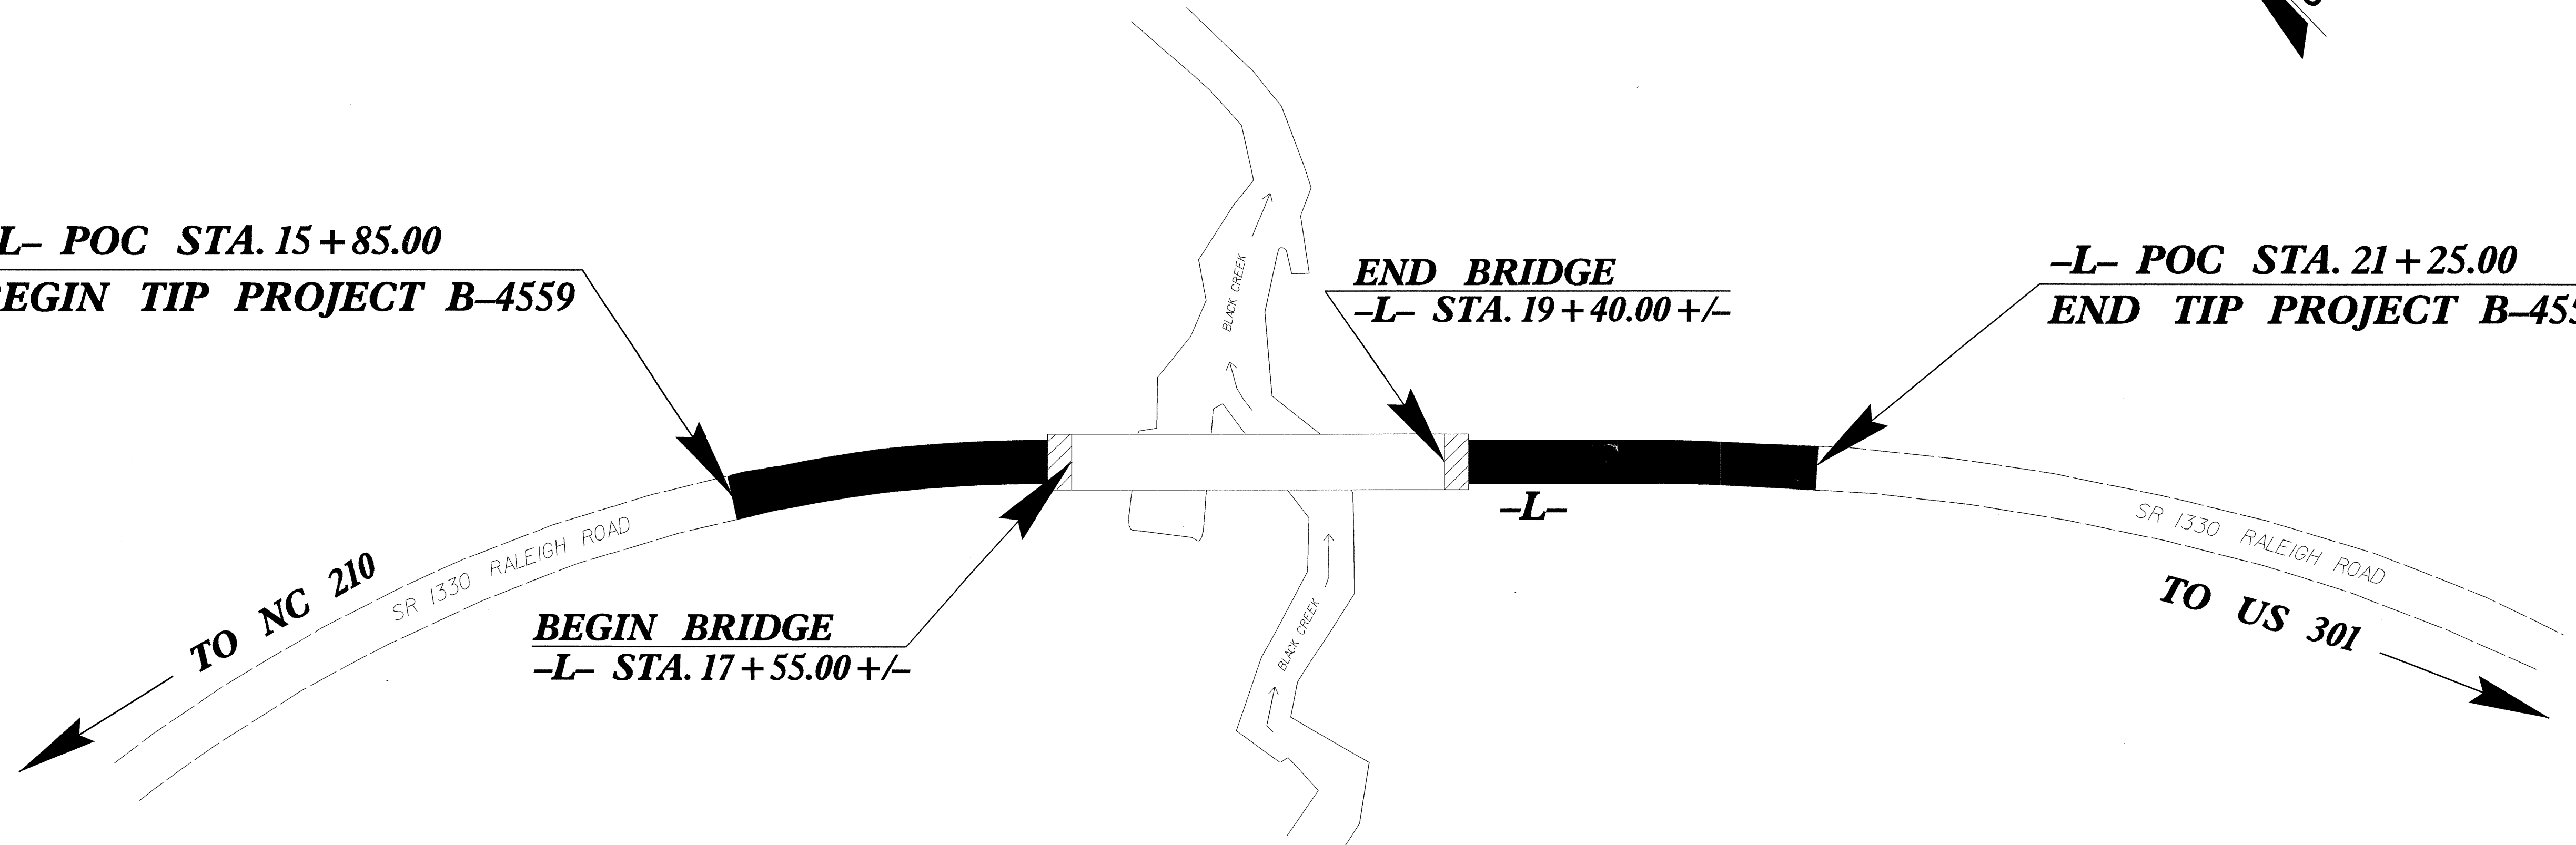 L– POC STA. 15+85.00
EGIN TIP PROJECT B–4559
BLACK CREEK
END BRIDGE
–L– STA. 19+40.00 +/–
–L– POC STA. 21+25.00
END TIP PROJECT B–455
–L–
SR 1330 RALEIGH ROAD
TO NC 210
BEGIN BRIDGE
–L– STA. 17+55.00 +/–
BLACK CREEK
SR 1330 RALEIGH ROAD
TO US 301